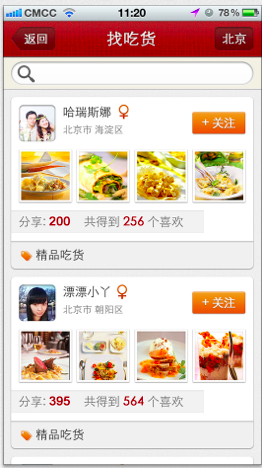 CMCC 11:20 78%
返回 找吃货 北京
哈瑞斯娜 ♀
北京市 海淀区
+ 关注
分享: 200 共得到 256 个喜欢
精品吃货
漂漂小丫 ♀
北京市 朝阳区
+ 关注
分享: 395 共得到 564 个喜欢
精品吃货